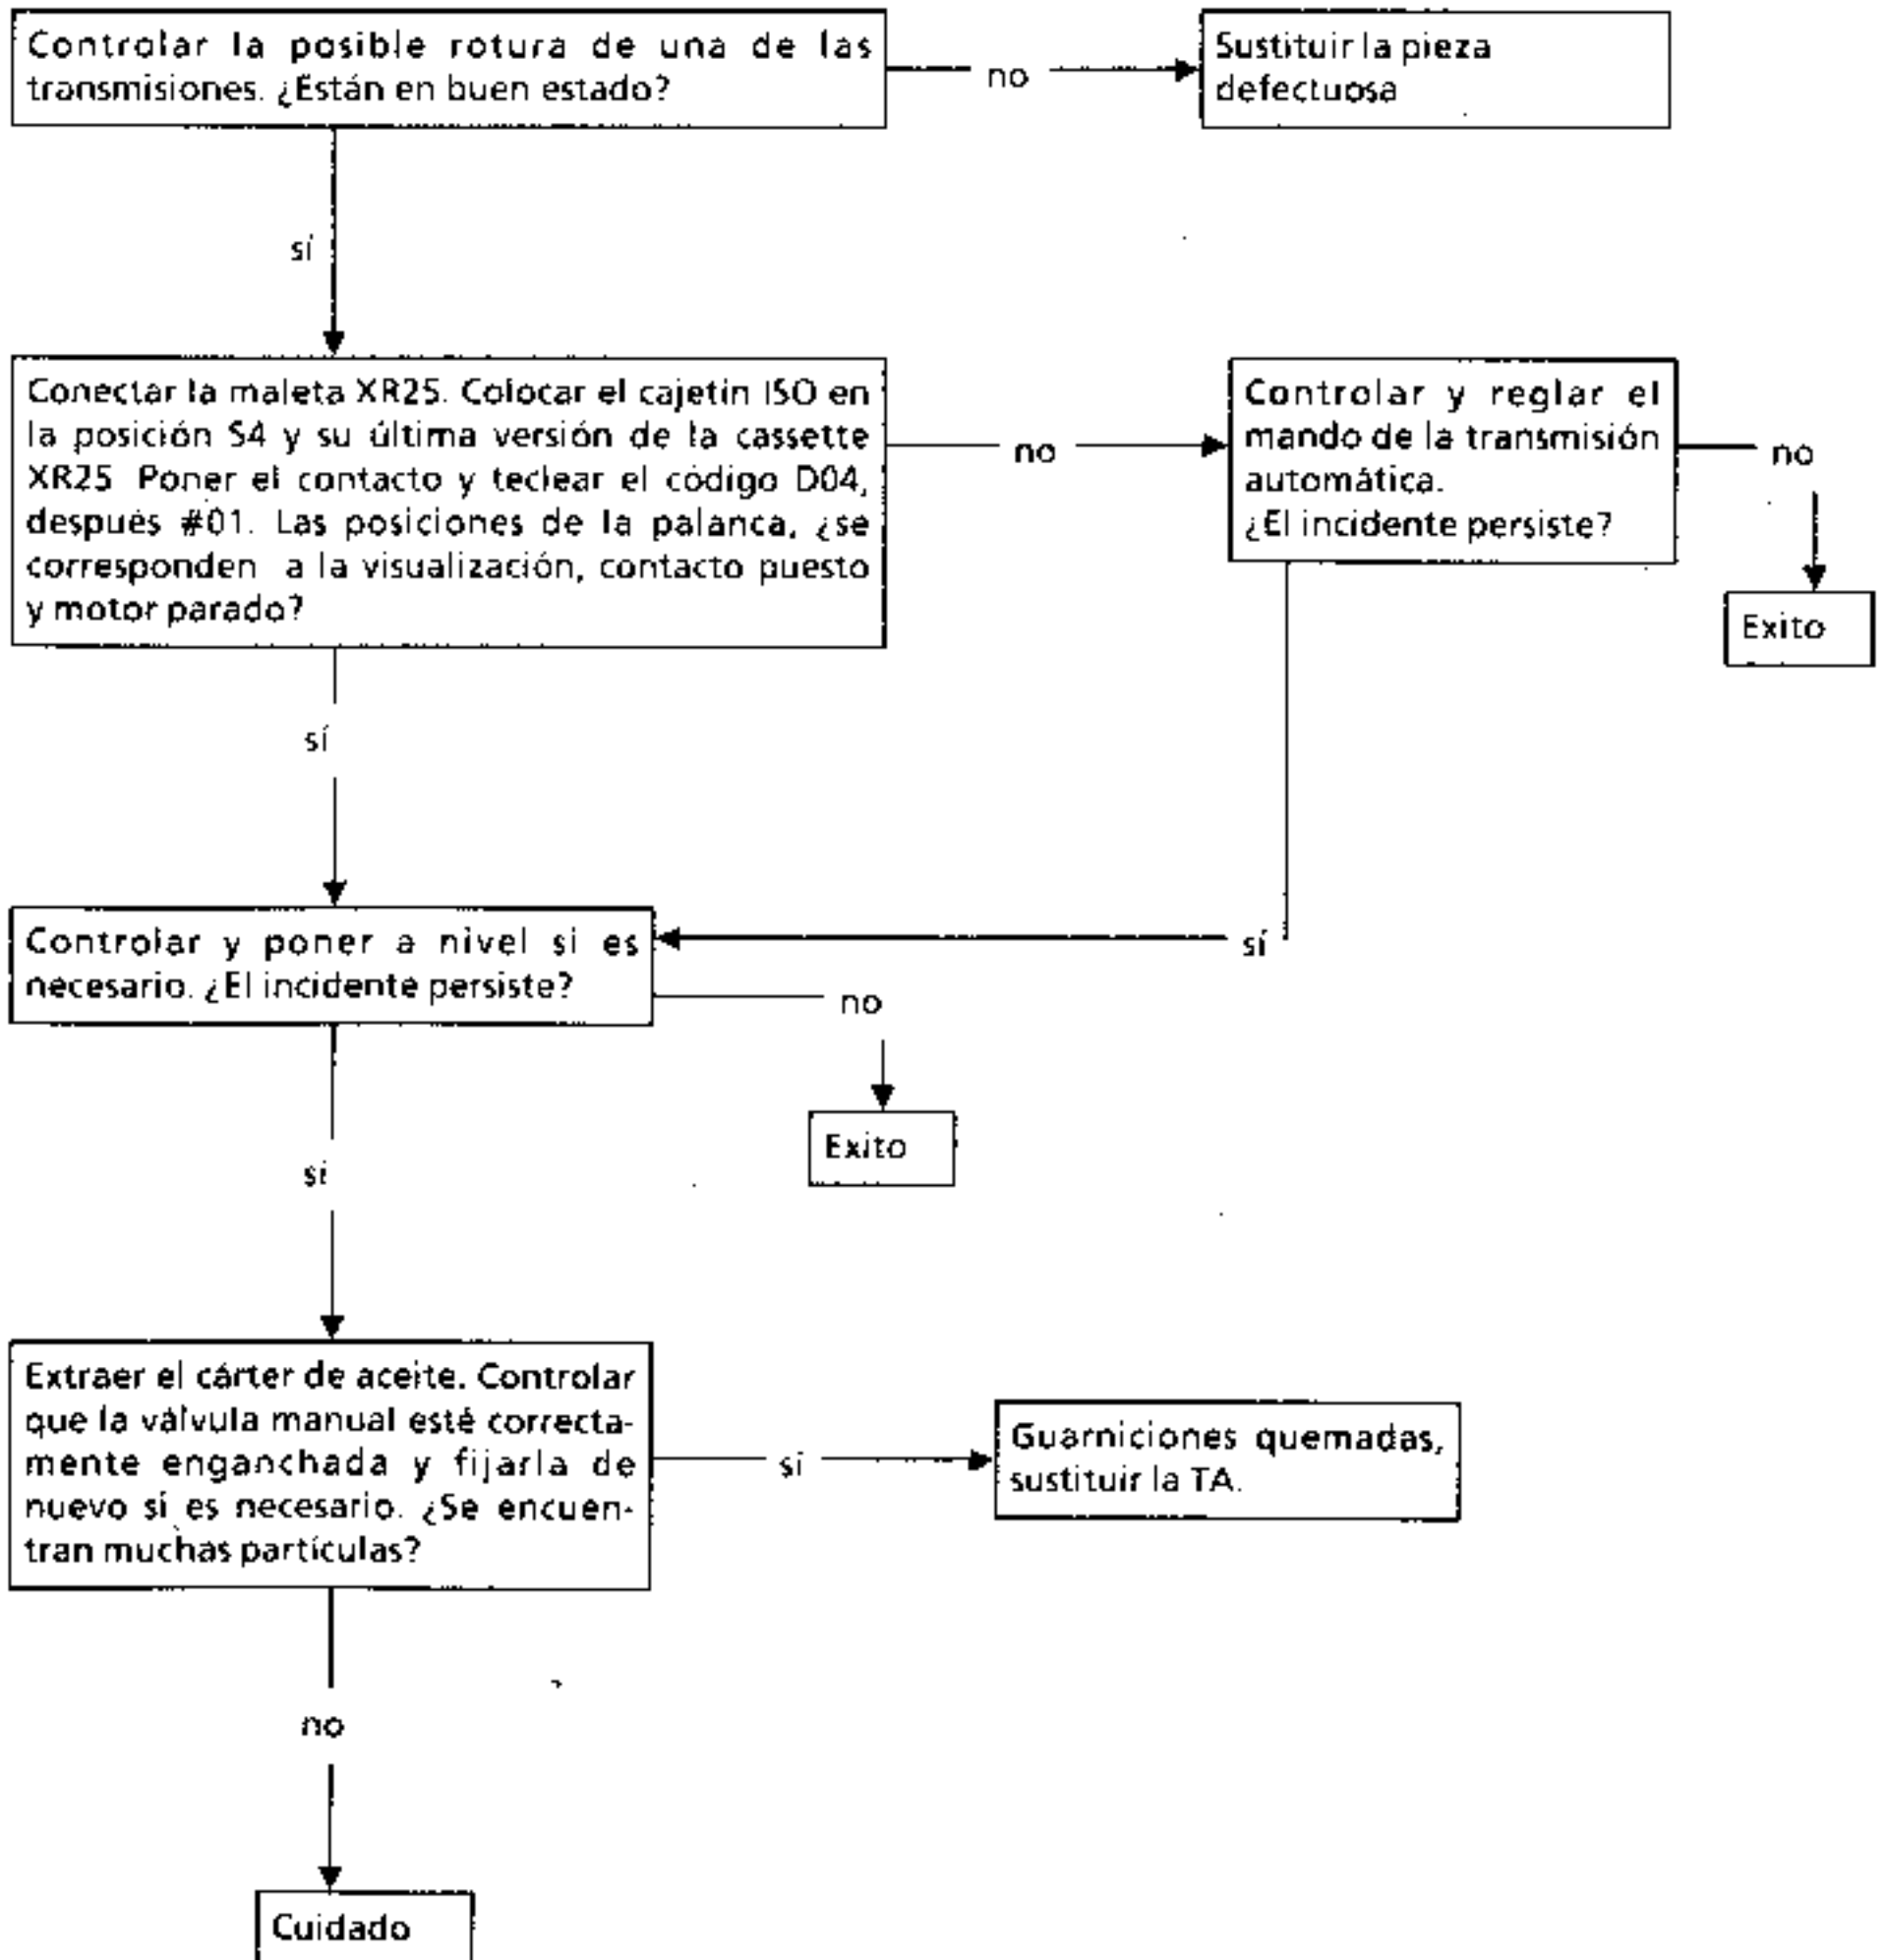 Controlar la posible rotura de una de las
transmisiones. ¿Están en buen estado?
no
Sustituir la pieza
defectuosa
sí
Conectar la maleta XR25. Colocar el cajetín ISO en
la posición S4 y su última versión de la cassette
XR25 Poner el contacto y teclear el código D04,
después #01. Las posiciones de la palanca, ¿se
corresponden a la visualización, contacto puesto
y motor parado?
no
Controlar y reglar el
mando de la transmisión
automática.
¿El incidente persiste?
no
Exito
sí
Controlar y poner a nivel si es
necesario. ¿El incidente persiste?
sí
no
Exito
si
Extraer el cárter de aceite. Controlar
que la válvula manual esté correcta-
mente enganchada y fijarla de
nuevo si es necesario. ¿Se encuen-
tran muchas partículas?
sí
Guarniciones quemadas,
sustituir la TA.
no
Cuidado